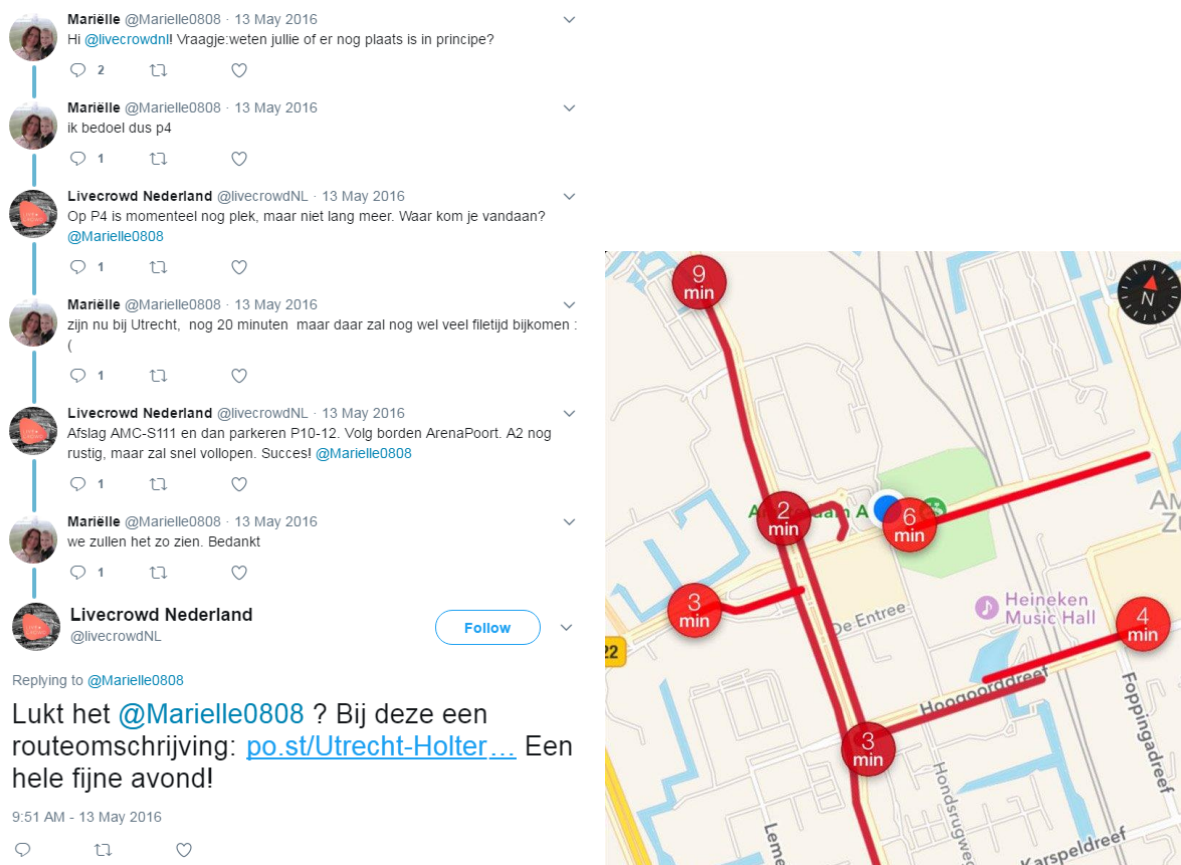 Mariëlle @Marielle0808 · 13 May 2016
Hi @livecrowdnl! Vraagje:weten jullie of er nog plaats is in principe?
2
Mariëlle @Marielle0808 · 13 May 2016
ik bedoel dus p4
1
Livecrowd Nederland @livecrowdNL · 13 May 2016
Op P4 is momenteel nog plek, maar niet lang meer. Waar kom je vandaan?
@Marielle0808
1
Mariëlle @Marielle0808 · 13 May 2016
zijn nu bij Utrecht, nog 20 minuten maar daar zal nog wel veel filetijd bijkomen :
(
1
Livecrowd Nederland @livecrowdNL · 13 May 2016
Afslag AMC-S111 en dan parkeren P10-12. Volg borden ArenaPoort. A2 nog
rustig, maar zal snel vollopen. Succes! @Marielle0808
1
Mariëlle @Marielle0808 · 13 May 2016
we zullen het zo zien. Bedankt
1
Livecrowd Nederland
@livecrowdNL
Follow
Replying to @Marielle0808
Lukt het @Marielle0808 ? Bij deze een
routeomschrijving: po.st/Utrecht-Holter… Een
hele fijne avond!
9:51 AM - 13 May 2016
9
min
N
2
min
6
min
3
min
De Entree
Heineken
Music Hall
4
min
22
Hoogoorddreef
3
min
Foppingadreef
Hondsrugweg
Karspeldreef